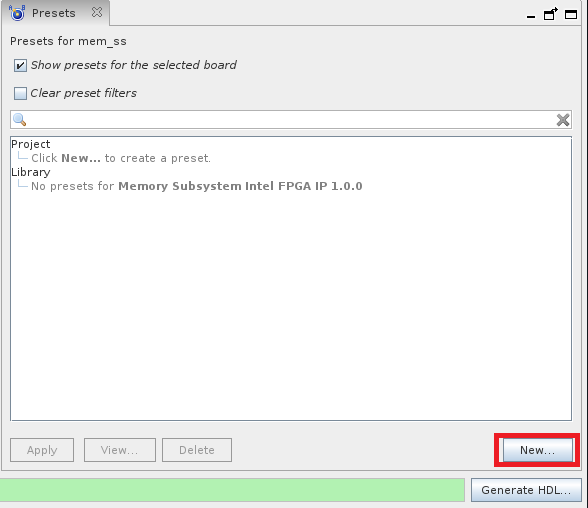 Presets
Presets for mem_ss
Show presets for the selected board
Clear preset filters
Project
Click New... to create a preset.
Library
No presets for Memory Subsystem Intel FPGA IP 1.0.0
Apply View... Delete New...
Generate HDL...